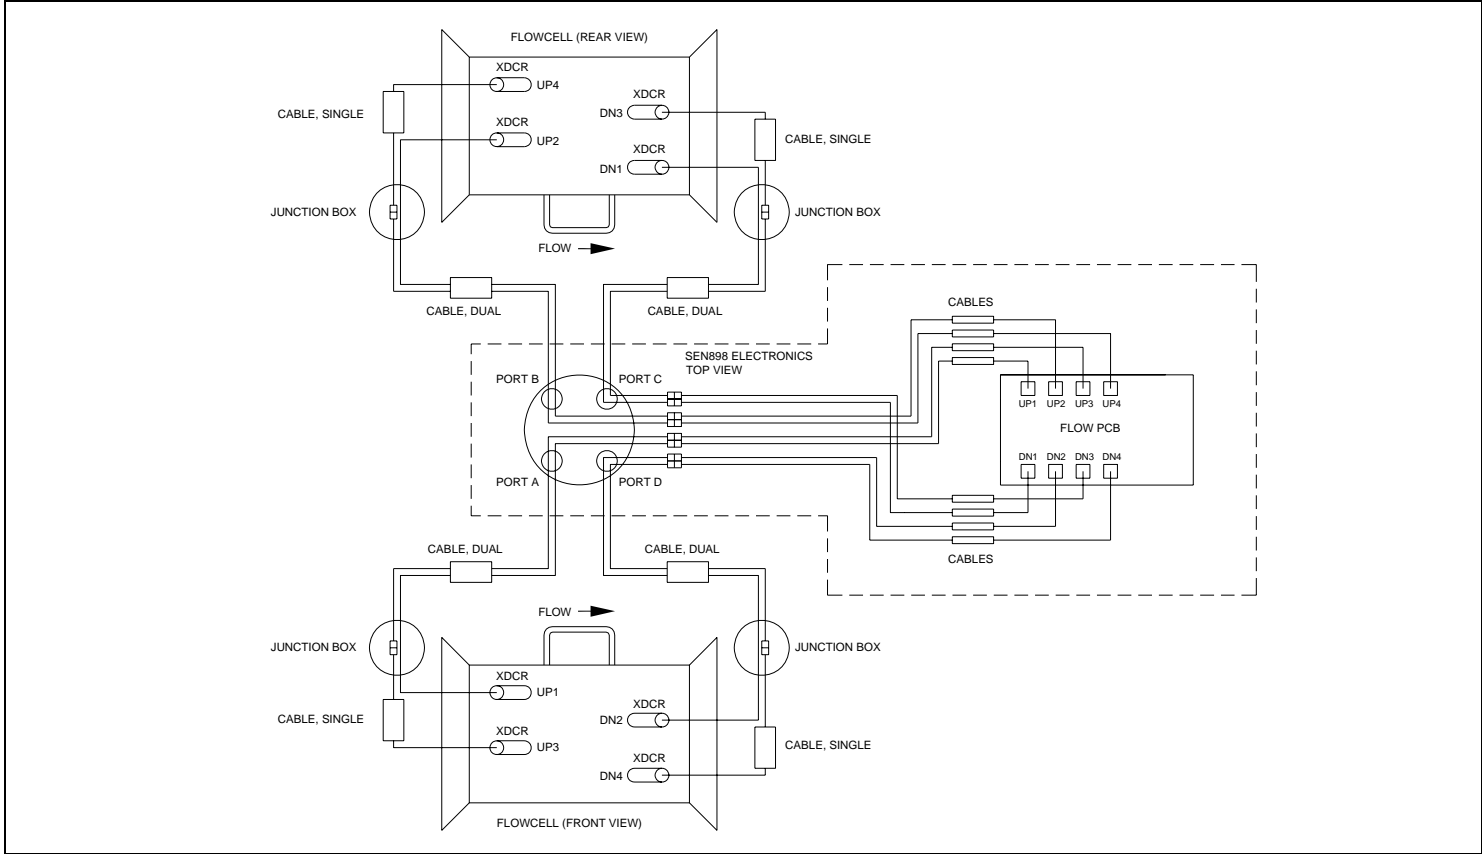 FLOWCELL (REAR VIEW)
XDCR
UP4
XDCR
DN3
CABLE, SINGLE
XDCR
UP2
CABLE, SINGLE
XDCR
DN1
JUNCTION BOX
JUNCTION BOX
FLOW
CABLE, DUAL
CABLE, DUAL
CABLES
SEN898 ELECTRONICS
TOP VIEW
PORT B
PORT C
UP1
UP2
UP3
UP4
FLOW PCB
DN1
DN2
DN3
DN4
PORT A
PORT D
CABLES
CABLE, DUAL
CABLE, DUAL
FLOW
JUNCTION BOX
JUNCTION BOX
XDCR
UP1
XDCR
DN2
CABLE, SINGLE
XDCR
UP3
CABLE, SINGLE
XDCR
DN4
FLOWCELL (FRONT VIEW)